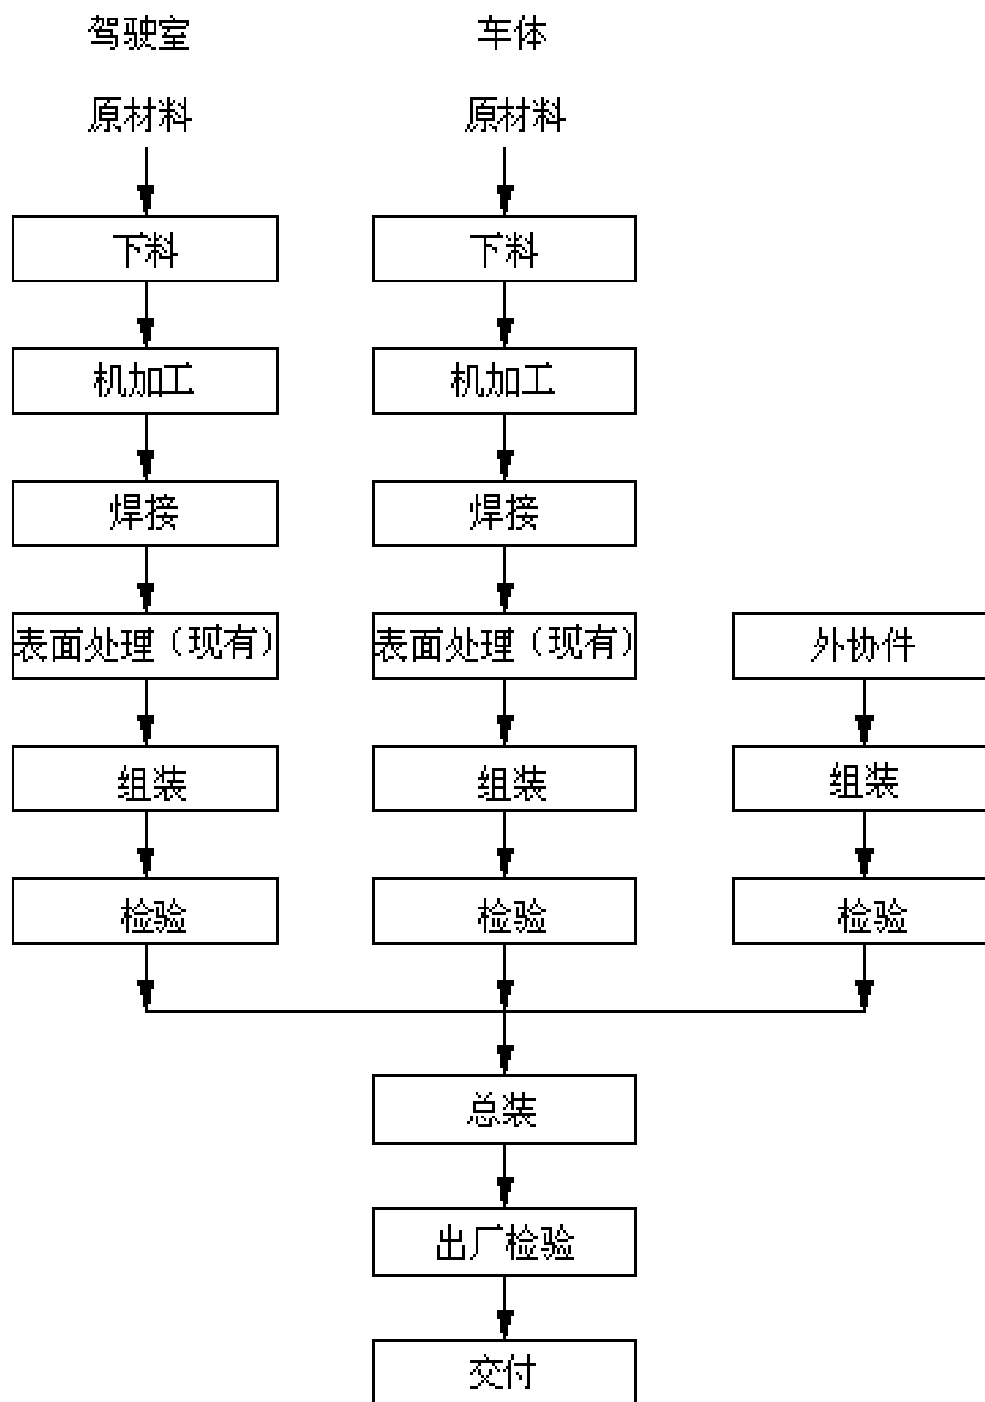 驾驶室 车体
原材料 原材料
下料 下料
机加工 机加工
焊接 焊接
表面处理（现有） 表面处理（现有） 外协件
组装 组装 组装
检验 检验 检验
总装
出厂检验
交付